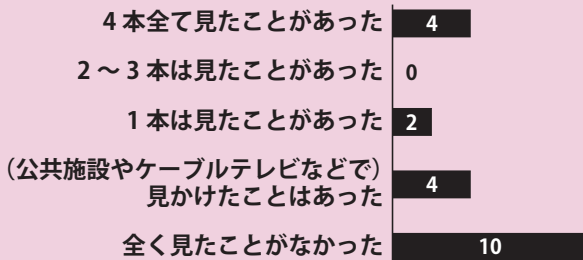 4 本全て見たことがあった 4
2 ～ 3 本は見たことがあった 0
1 本は見たことがあった 2
（公共施設やケーブルテレビなどで）
見かけたことはあった 4
全く見たことがなかった 10